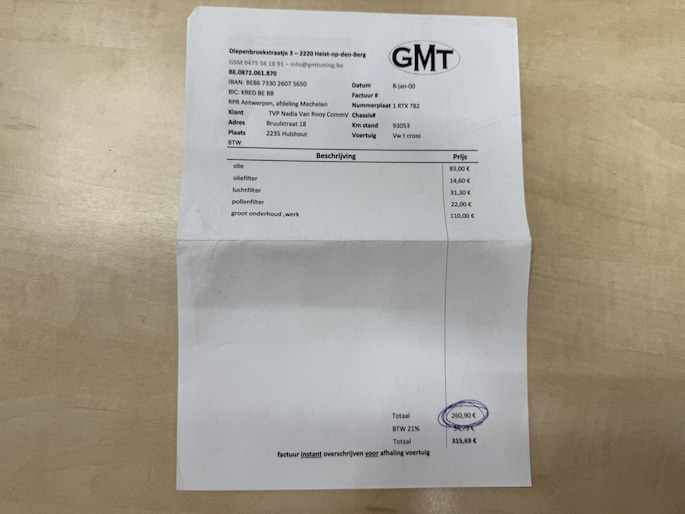 GMT
Diepenbroekstraatje 3 – 2220 Heist-op-den-Berg
GSM 0475 56 18 91 – info@gmtuning.be
BE.0872.061.870
IBAN: BE86 7330 2607 5650
Datum 8-jan-00
BIC: KRED BE BB
Factuur #
RPR Antwerpen, afdeling Mechelen
Nummerplaat 1 RTX 782
Klant TVP Nadia Van Rooy CommV
Chassis#
Adres Bruulstraat 18
Km stand 93053
Plaats 2235 Hulshout
Voertuig Vw t cross
BTW
Beschrijving Prijs
olie 83,00 €
oliefilter 14,60 €
luchtfilter 31,30 €
pollenfilter 22,00 €
groot onderhoud ,werk 110,00 €
Totaal 260,90 €
BTW 21% 54,79 €
Totaal 315,69 €
factuur instant overschrijven voor afhaling voertuig